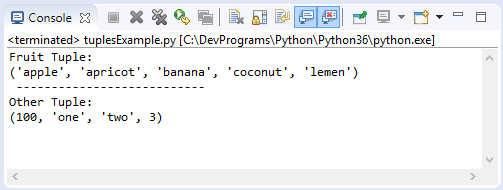 Console
<terminated> tuplesExample.py [C:\DevPrograms\Python\Python36\python.exe]
Fruit Tuple:
('apple', 'apricot', 'banana', 'coconut', 'lemen')
 --------------------------
Other Tuple:
(100, 'one', 'two', 3)